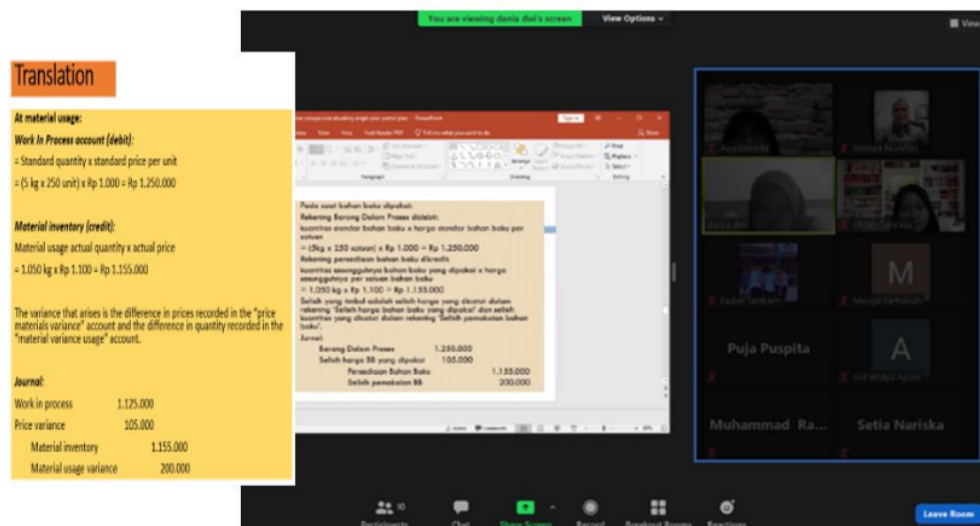 You are viewing dania dwi's screen
View Options
View
Translation
At material usage:
Work In Process account (debit):
= Standard quantity x standard price per unit
= (5 kg x 250 unit) x Rp 1.000 = Rp 1.250.000
Material inventory (credit):
Material usage actual quantity x actual price
= 1.050 kg x Rp 1.100 = Rp 1.155.000
The variance that arises is the difference in prices recorded in the "price
materials variance" account and the difference in quantity recorded in the
"material variance usage" account.
Journal:
Work in process 1.125.000
Price variance 105.000
Material inventory 1.155.000
Material usage variance 200.000
Pada saat bahan baku dipakai:
Rekening Barang Dalam Proses didebit:
kuantitas standar bahan baku x harga standar bahan baku per
satuan
= (5kg x 250 satuan) x Rp 1.000 = Rp 1.250.000
Rekening persediaan bahan baku dikredit:
kuantitas sesungguhnya bahan baku yang dipakai x harga
sesungguhnya per satuan bahan baku
= 1.050 kg x Rp 1.100 = Rp 1.155.000
Selisih yang timbul adalah selisih harga yang dicatat dalam
rekening 'Selisih harga bahan baku yang dipakai' dan selisih
kuantitas yang dicatat dalam rekening 'Selisih pemakaian bahan
baku'.
Jurnal:
Barang Dalam Proses 1.250.000
Selisih harga BB yang dipakai 105.000
Persediaan Bahan Baku 1.155.000
Selisih pemakaian BB 200.000
M
A
Puja Puspita
Muhammad Ra...
Setia Nariska
10
Participants
Chat
Share Screen
Record
Breakout Rooms
Reactions
Leave Room